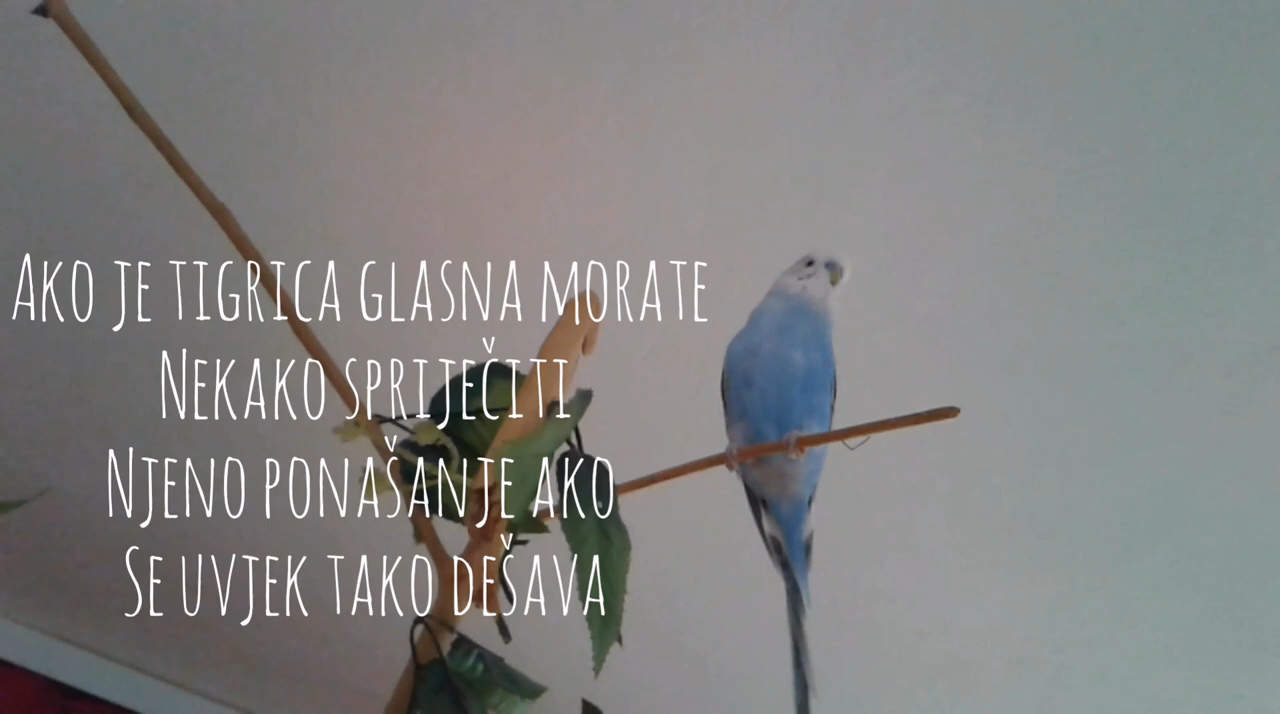 Ako je tigrica glasna morate
Nekako spriječiti
Njeno ponašanje ako
Se uvjek tako dešava